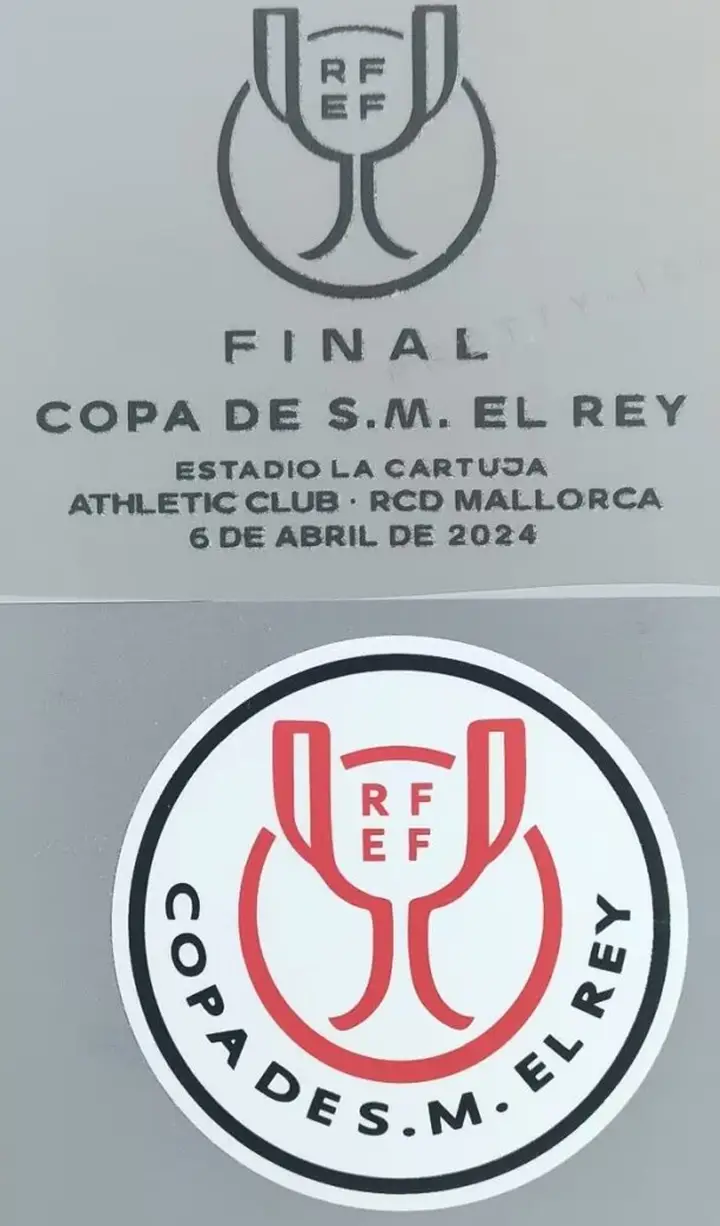 RF
EF
FINAL
COPA DE S.M. EL REY
ESTADIO LA CARTUJA
ATHLETIC CLUB · RCD MALLORCA
6 DE ABRIL DE 2024
RF
EF
COPA DE S.M. EL REY